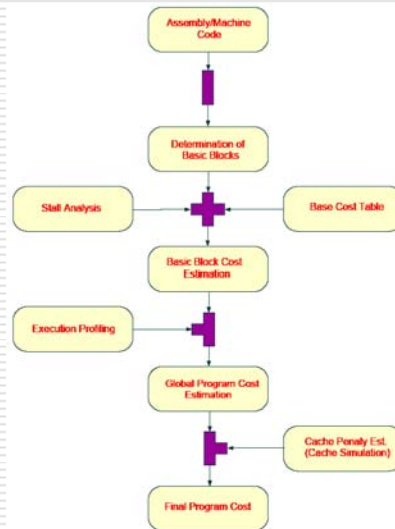 Assembly/Machine
Code
Determination of
Basic Blocks
Stall Analysis
Base Cost Table
Basic Block Cost
Estimation
Execution Profiling
Global Program Cost
Estimation
Cache Penaly Est.
(Cache Simulation)
Final Program Cost